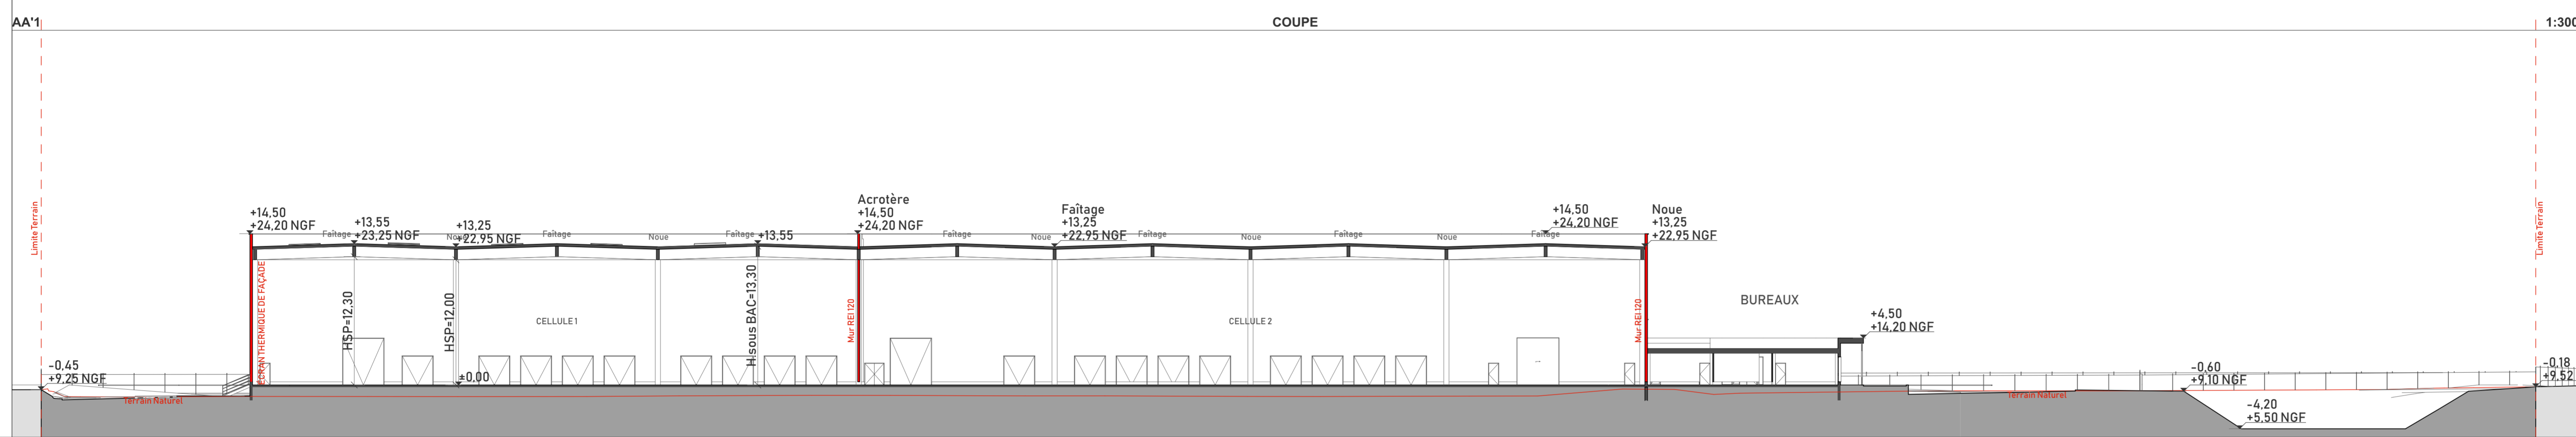 AA'1
COUPE
1:300
Limite Terrain
+14,50
+24,20 NGF
Faîtage
+13,55
+23,25 NGF
Noue
+13,25
+22,95 NGF
Faîtage
Noue
Faîtage
+13,55
Acrotère
+14,50
+24,20 NGF
Faîtage
Noue
Faîtage
+13,25
+22,95 NGF
Faîtage
Noue
Faîtage
Noue
+14,50
+24,20 NGF
Faîtage
Noue
+13,25
+22,95 NGF
Limite Terrain
ÉCRAN THERMIQUE DE FAÇADE
HSP=12,30
HSP=12,00
CELLULE 1
H sous BAC=13,30
Mur REI 120
CELLULE 2
Mur REI 120
BUREAUX
+4,50
+14,20 NGF
-0,45
+9,25 NGF
±0,00
Terrain Naturel
Terrain Naturel
-0,60
+9,10 NGF
-4,20
+5,50 NGF
-0,18
+9,52